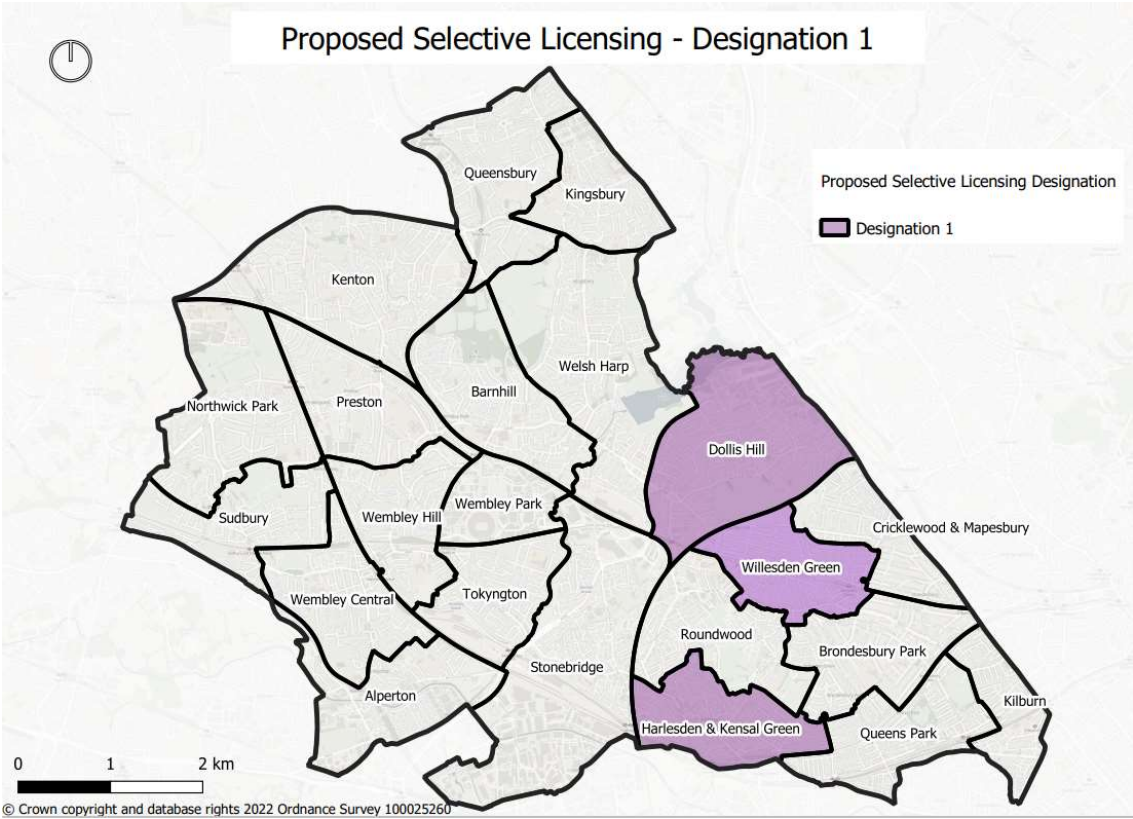 Proposed Selective Licensing - Designation 1
Queensbury
Kingsbury
Proposed Selective Licensing Designation
Designation 1
Kenton
Welsh Harp
Barnhill
Preston
Northwick Park
Dollis Hill
Wembley Park
Wembley Hill
Sudbury
Cricklewood & Mapesbury
Willesden Green
Tokyngton
Wembley Central
Roundwood
Brondesbury Park
Stonebridge
Alperton
Kilburn
Harlesden & Kensal Green
Queens Park
0 1 2 km
© Crown copyright and database rights 2022 Ordnance Survey 100025260